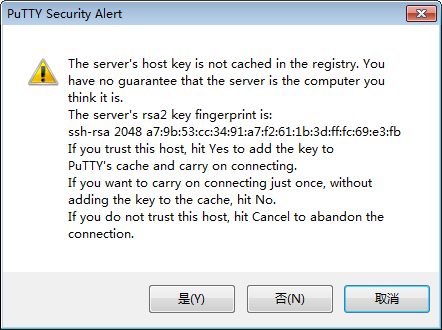 PuTTY Security Alert
The server's host key is not cached in the registry. You
have no guarantee that the server is the computer you
think it is.
The server's rsa2 key fingerprint is:
ssh-rsa 2048 a7:9b:53:cc:34:91:a7:f2:61:1b:3d:ff:fc:69:e3:fb
If you trust this host, hit Yes to add the key to
PuTTY's cache and carry on connecting.
If you want to carry on connecting just once, without
adding the key to the cache, hit No.
If you do not trust this host, hit Cancel to abandon the
connection.
是(Y) 否(N) 取消